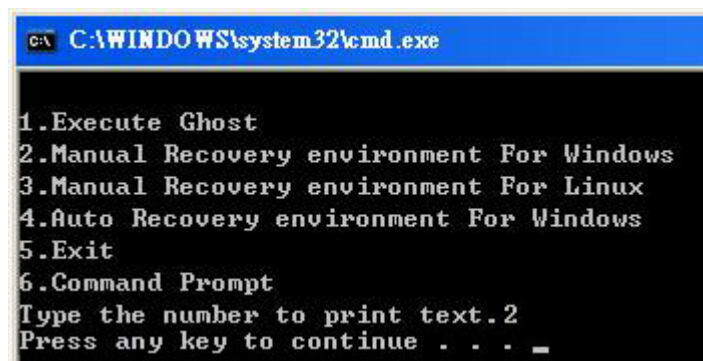 C:\WINDOWS\system32\cmd.exe
1.Execute Ghost
2.Manual Recovery environment For Windows
3.Manual Recovery environment For Linux
4.Auto Recovery environment For Windows
5.Exit
6.Command Prompt
Type the number to print text.2
Press any key to continue . . . _